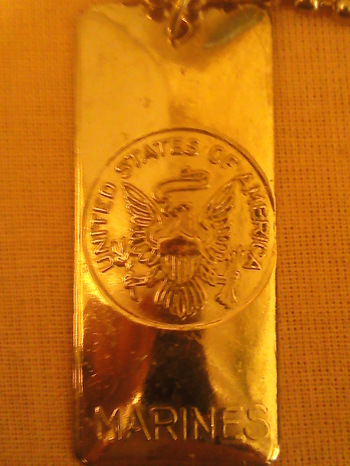 UNITED STATES OF AMERICA
MARINES